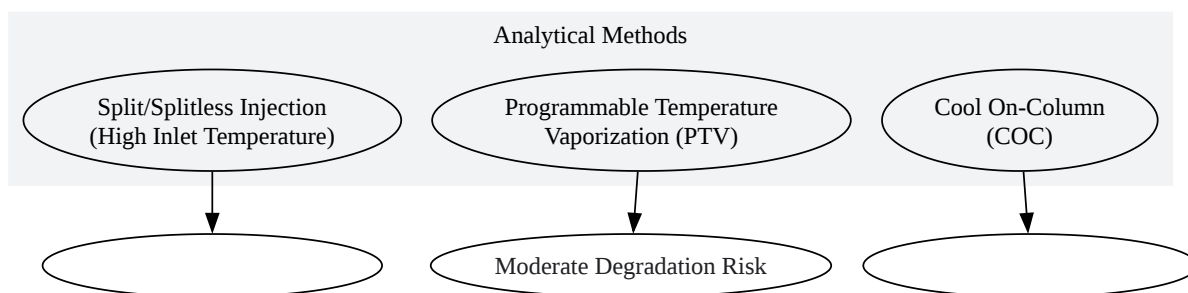 Analytical Methods
Split/Splitless Injection
(High Inlet Temperature)
Programmable Temperature
Vaporization (PTV)
Cool On-Column
(COC)
Moderate Degradation Risk